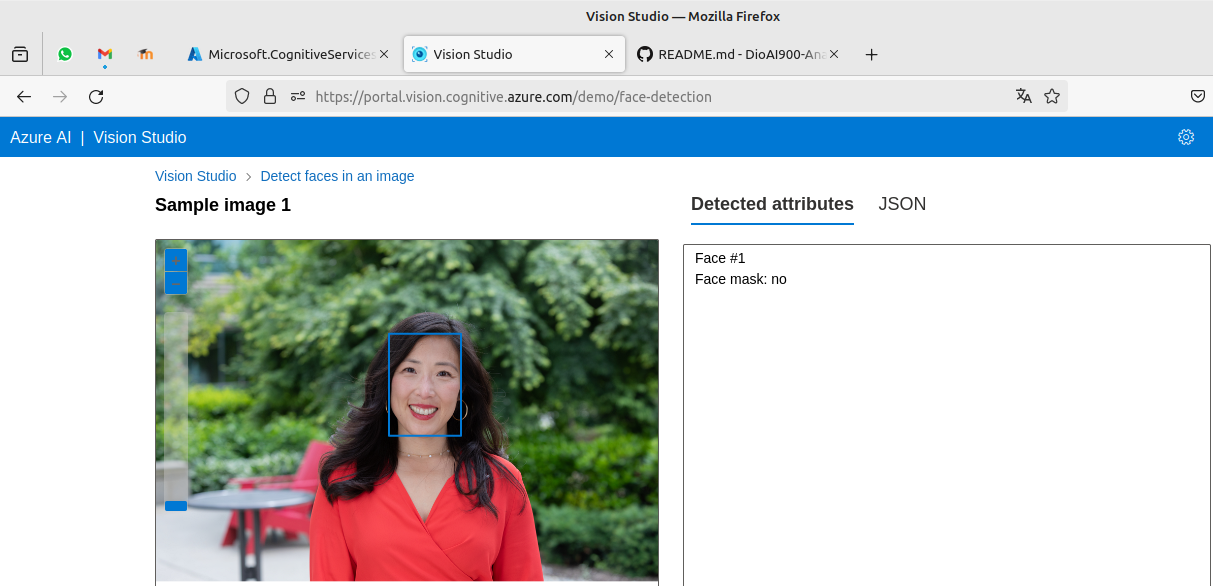 Vision Studio — Mozilla Firefox
Microsoft.CognitiveServices
Vision Studio
README.md - DioAI900-Ana
https://portal.vision.cognitive.azure.com/demo/face-detection
Azure AI | Vision Studio
Vision Studio > Detect faces in an image
Sample image 1
Detected attributes
JSON
Face #1
Face mask: no